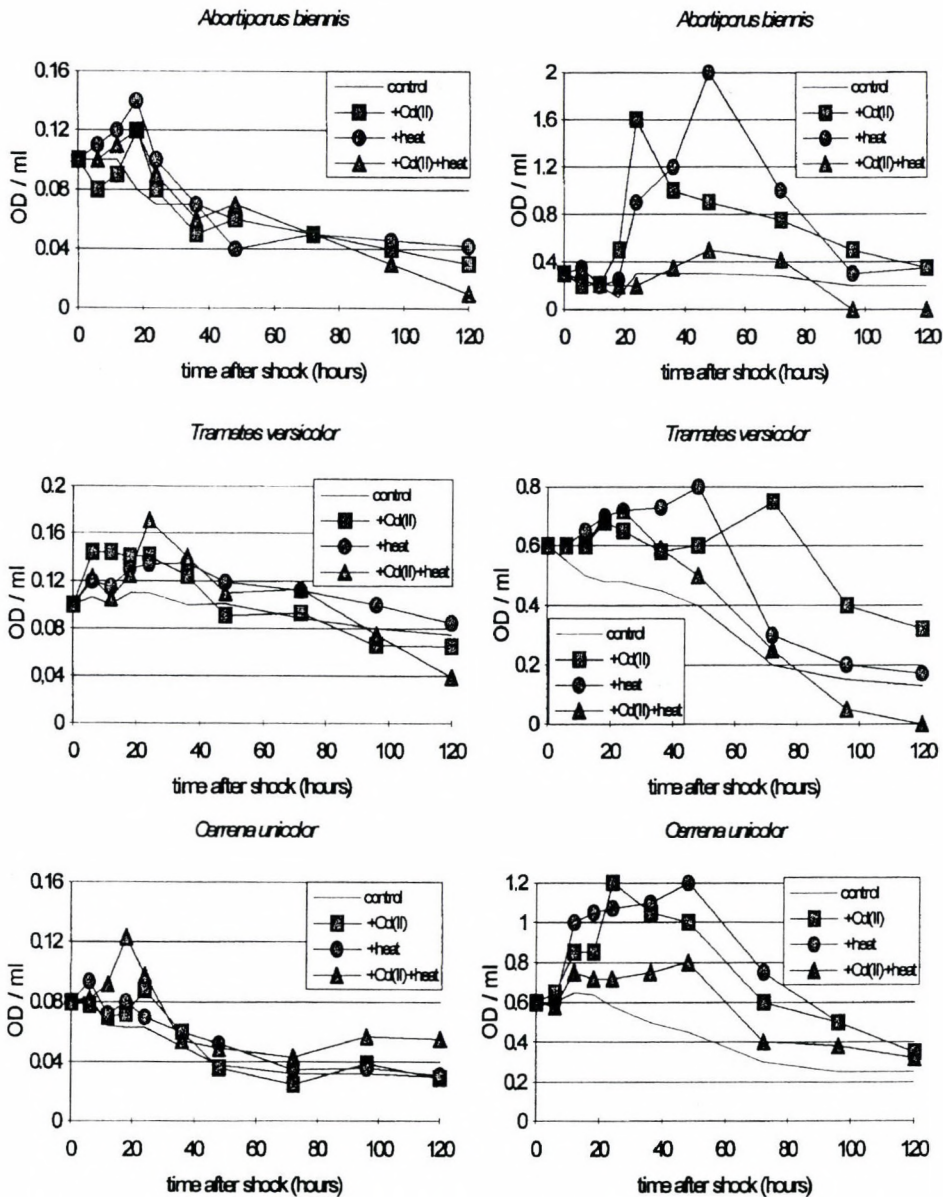 Abortiporus biennis
0.16
0.12
0.08
0.04
0
OD / ml
control
+Cd(II)
+heat
+Cd(II)+heat
0 20 40 60 80 100 120
time after shock (hours)
Abortiporus biennis
2
1.6
1.2
0.8
0.4
0
OD / ml
control
+Cd(II)
+heat
+Cd(II)+heat
0 20 40 60 80 100 120
time after shock (hours)
Trametes versicolor
0.2
0.16
0.12
0.08
0,04
0
OD / ml
control
+Cd(II)
+heat
+Cd(II)+heat
0 20 40 60 80 100 120
time after shock (hours)
Trametes versicolor
0.8
0.6
0.4
0.2
0
OD / ml
control
+Cd(II)
+heat
+Cd(II)+heat
0 20 40 60 80 100 120
time after shock (hours)
Cerrena unicolor
0.16
0.12
0.08
0.04
0
OD / ml
control
+Cd(II)
+heat
+Cd(II)+heat
0 20 40 60 80 100 120
time after shock (hours)
Cerrena unicolor
1.2
1
0.8
0.6
0.4
0.2
0
OD / ml
control
+Cd(II)
+heat
+Cd(II)+heat
0 20 40 60 80 100 120
time after shock (hours)